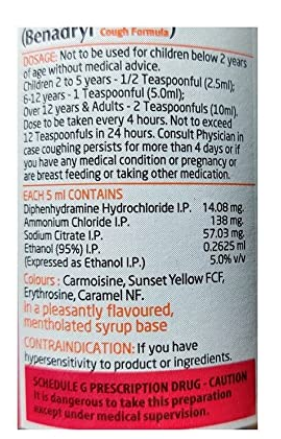 (Benadryl Cough Formula)
DOSAGE: Not to be used for children below 2 years
of age without medical advice.
Children 2 to 5 years - 1/2 Teaspoonful (2.5ml);
6-12 years - 1 Teaspoonful (5.0ml);
Over 12 years & Adults - 2 Teaspoonfuls (10ml).
Dose to be taken every 4 hours. Not to exceed
12 Teaspoonfuls in 24 hours. Consult Physician in
case coughing persists for more than 4 days or if
you have any medical condition or pregnancy or
are breast feeding or taking other medication.
EACH 5 ml CONTAINS
Diphenhydramine Hydrochloride I.P. 14.08 mg.
Ammonium Chloride I.P. 138 mg.
Sodium Citrate I.P. 57.03 mg.
Ethanol (95%) I.P. 0.2625 ml
(Expressed as Ethanol I.P.) 5.0% v/v
Colours : Carmoisine, Sunset Yellow FCF,
Erythrosine, Caramel NF.
In a pleasantly flavoured,
mentholated syrup base
CONTRAINDICATION: If you have
hypersensitivity to product or ingredients.
SCHEDULE G PRESCRIPTION DRUG - CAUTION
It is dangerous to take this preparation
except under medical supervision.